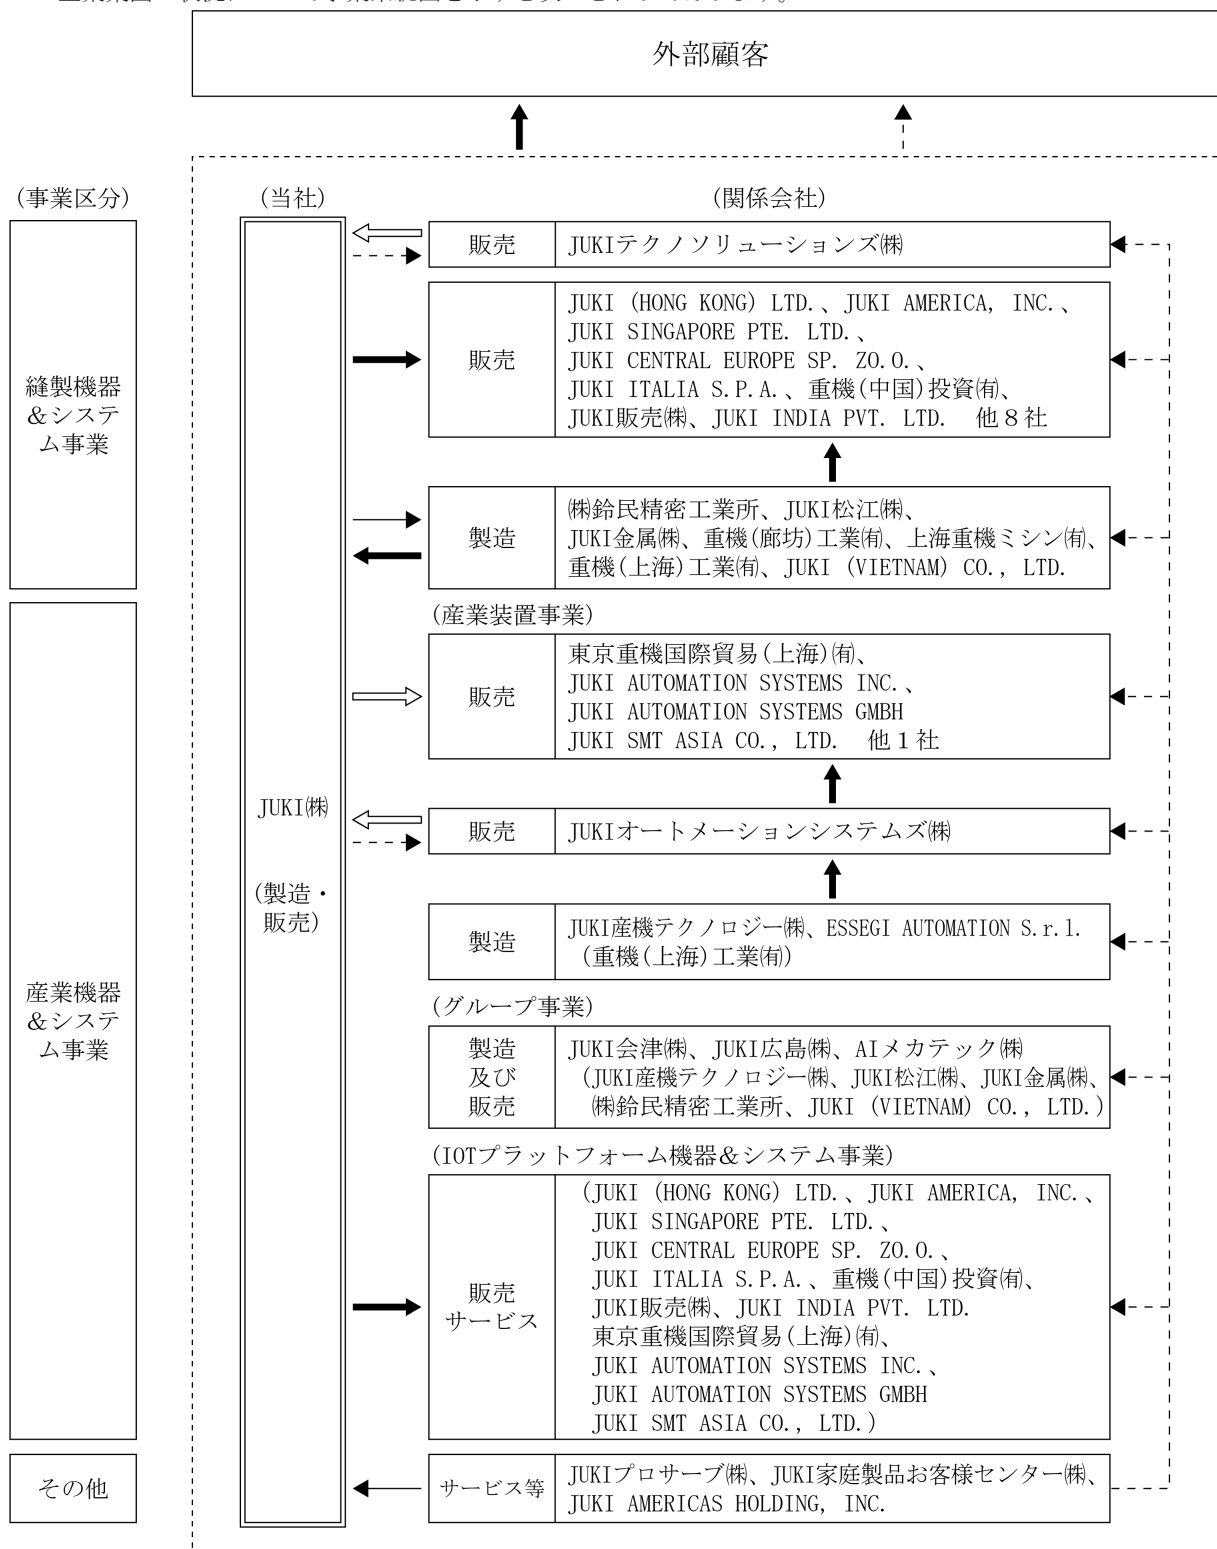 外部顧客
(事業区分)
(当社)
(関係会社)
縫製機器
&システ
ム事業
販売
JUKIテクノソリューションズ㈱
販売
JUKI (HONG KONG) LTD.、JUKI AMERICA, INC.、
JUKI SINGAPORE PTE. LTD.、
JUKI CENTRAL EUROPE SP. ZO.O.、
JUKI ITALIA S.P.A.、重機(中国)投資㈲、
JUKI販売㈱、JUKI INDIA PVT. LTD. 他8社
製造
㈱鈴民精密工業所、JUKI松江㈱、
JUKI金属㈱、重機(廊坊)工業㈲、上海重機ミシン㈲、
重機(上海)工業㈲、JUKI (VIETNAM) CO., LTD.
JUKI㈱
(製造・
販売)
産業機器
&システ
ム事業
(産業装置事業)
販売
東京重機国際貿易(上海)㈲、
JUKI AUTOMATION SYSTEMS INC.、
JUKI AUTOMATION SYSTEMS GMBH
JUKI SMT ASIA CO., LTD. 他1社
販売
JUKIオートメーションシステムズ㈱
製造
JUKI産機テクノロジー㈱、ESSEGI AUTOMATION S.r.l.
(重機(上海)工業㈲)
(グループ事業)
製造
及び
販売
JUKI会津㈱、JUKI広島㈱、AIメカテック㈱
(JUKI産機テクノロジー㈱、JUKI松江㈱、JUKI金属㈱、
㈱鈴民精密工業所、JUKI (VIETNAM) CO., LTD.)
(IOTプラットフォーム機器&システム事業)
販売
サービス
(JUKI (HONG KONG) LTD.、JUKI AMERICA, INC.、
JUKI SINGAPORE PTE. LTD.、
JUKI CENTRAL EUROPE SP. ZO.O.、
JUKI ITALIA S.P.A.、重機(中国)投資㈲、
JUKI販売㈱、JUKI INDIA PVT. LTD.
東京重機国際貿易(上海)㈲、
JUKI AUTOMATION SYSTEMS INC.、
JUKI AUTOMATION SYSTEMS GMBH
JUKI SMT ASIA CO., LTD.)
その他
サービス等
JUKIプロサーブ㈱、JUKI家庭製品お客様センター㈱、
JUKI AMERICAS HOLDING, INC.